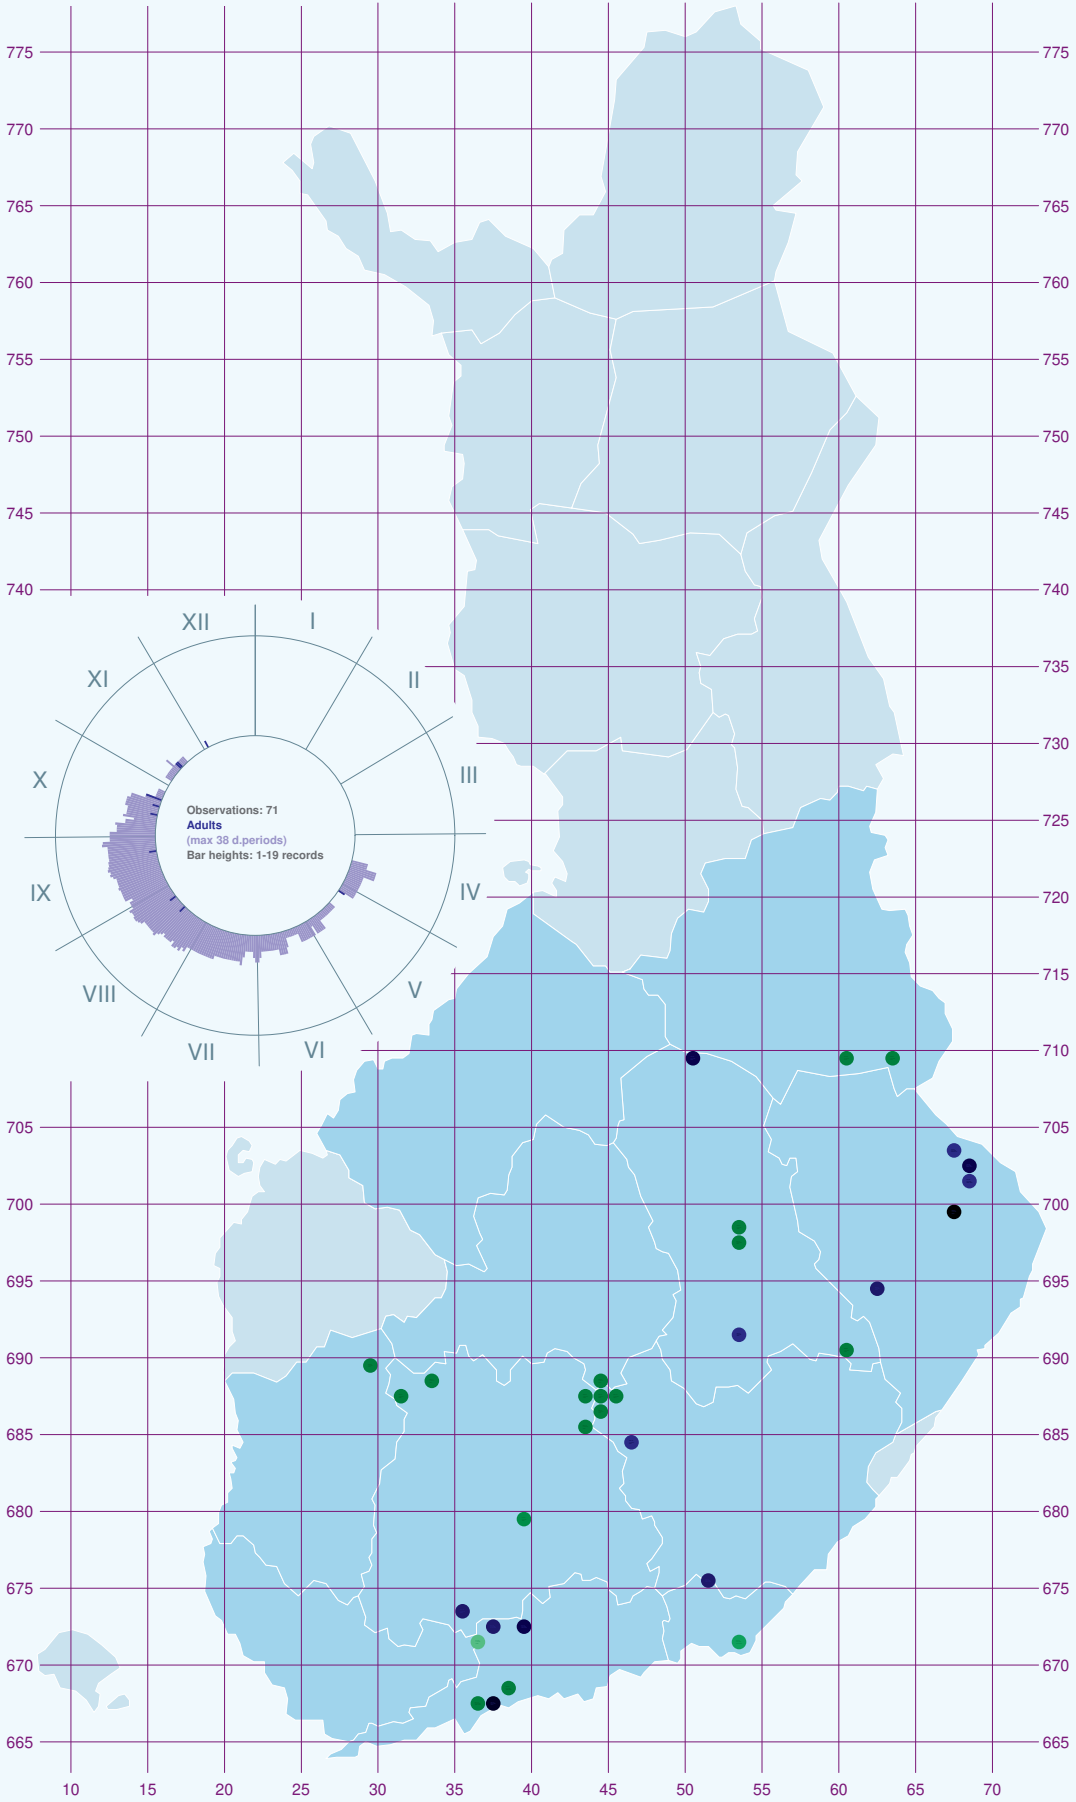 775 775
770 770
765 765
760 760
755 755
750 750
745 745
740 740
XII I
735 735
XI II
730 730
X III
725 725
Observations: 71
Adults
(max 38 d.periods)
Bar heights: 1-19 records
IX IV
720 720
715 715
VIII V
VII VI
710 710
705 705
700 700
695 695
690 690
685 685
680 680
675 675
670 670
665 665
10 15 20 25 30 35 40 45 50 55 60 65 70